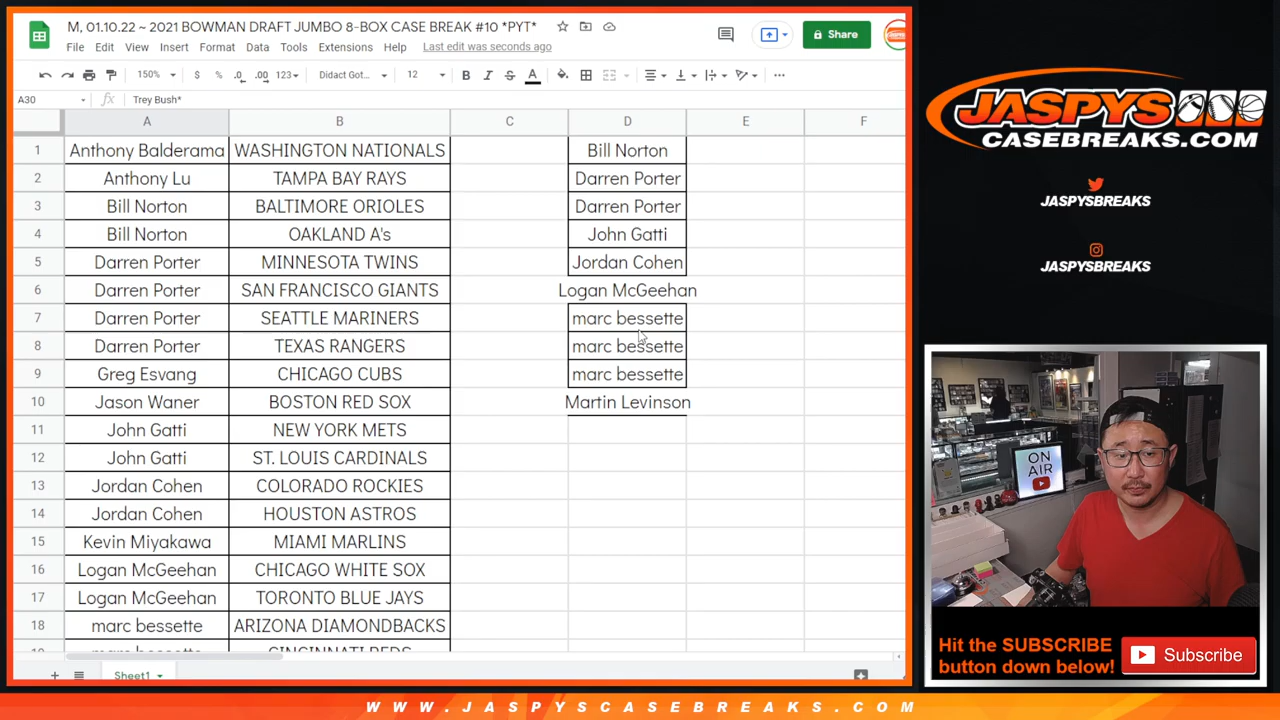 M, 01.10.22 ~ 2021 BOWMAN DRAFT JUMBO 8-BOX CASE BREAK #10 *PYT*
File Edit View Insert Format Data Tools Extensions Help Last edit was seconds ago
Share
150% $ % .0 .00 123 Didact Got... 12 B I S A
A30 fx Trey Bush*
A B C D E F
1 Anthony Balderama WASHINGTON NATIONALS Bill Norton
2 Anthony Lu TAMPA BAY RAYS Darren Porter
3 Bill Norton BALTIMORE ORIOLES Darren Porter
4 Bill Norton OAKLAND A's John Gatti
5 Darren Porter MINNESOTA TWINS Jordan Cohen
6 Darren Porter SAN FRANCISCO GIANTS Logan McGeehan
7 Darren Porter SEATTLE MARINERS marc bessette
8 Darren Porter TEXAS RANGERS marc bessette
9 Greg Esvang CHICAGO CUBS marc bessette
10 Jason Waner BOSTON RED SOX Martin Levinson
11 John Gatti NEW YORK METS
12 John Gatti ST. LOUIS CARDINALS
13 Jordan Cohen COLORADO ROCKIES
14 Jordan Cohen HOUSTON ASTROS
15 Kevin Miyakawa MIAMI MARLINS
16 Logan McGeehan CHICAGO WHITE SOX
17 Logan McGeehan TORONTO BLUE JAYS
18 marc bessette ARIZONA DIAMONDBACKS
marc bessette CINCINNATI REDS
Sheet1
JASPYS
CASEBREAKS.COM
JASPYSBREAKS
JASPYSBREAKS
ON
AIR
Hit the SUBSCRIBE
button down below!
Subscribe
WWW.JASPYSCASEBREAKS.COM